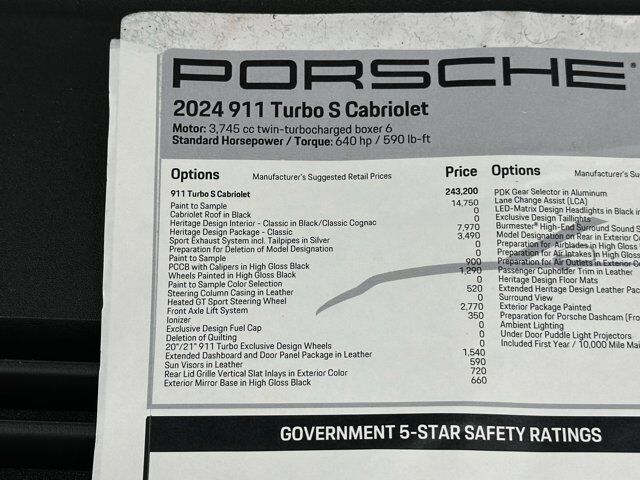 PORSCHE®
2024 911 Turbo S Cabriolet
Motor: 3,745 cc twin-turbocharged boxer 6
Standard Horsepower / Torque: 640 hp / 590 lb-ft
Options Manufacturer's Suggested Retail Prices Price
911 Turbo S Cabriolet 243,200
Paint to Sample 14,750
Cabriolet Roof in Black 0
Heritage Design Interior - Classic in Black/Classic Cognac 0
Heritage Design Package - Classic 7,970
Sport Exhaust System incl. Tailpipes in Silver 3,490
Preparation for Deletion of Model Designation 0
Paint to Sample 0
PCCB with Calipers in High Gloss Black 900
Wheels Painted in High Gloss Black 1,290
Paint to Sample Color Selection 0
Steering Column Casing in Leather 520
Heated GT Sport Steering Wheel 0
Front Axle Lift System 2,770
Ionizer 350
Exclusive Design Fuel Cap 0
Deletion of Quilting 0
20"/21" 911 Turbo Exclusive Design Wheels 0
Extended Dashboard and Door Panel Package in Leather 1,540
Sun Visors in Leather 590
Rear Lid Grille Vertical Slat Inlays in Exterior Color 720
Exterior Mirror Base in High Gloss Black 660
Options Manufacturer's Su
PDK Gear Selector in Aluminum
Lane Change Assist (LCA)
LED-Matrix Design Headlights in Black in
Exclusive Design Taillights
Burmester® High-End Surround Sound S
Model Designation on Rear in Exterior Co
Preparation for Airblades in High Gloss
Preparation for Air Intakes in High Gloss
Preparation for Air Outlets in Exterior Co
Passenger Cupholder Trim in Leather
Heritage Design Floor Mats
Extended Heritage Design Leather Pac
Surround View
Exterior Package Painted
Preparation for Porsche Dashcam (Fro
Ambient Lighting
Under Door Puddle Light Projectors
Included First Year / 10,000 Mile Mai
GOVERNMENT 5-STAR SAFETY RATINGS